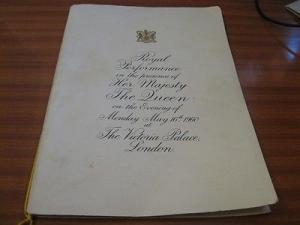 Royal
Performance
in the presence of
Her Majesty
The Queen
on the Evening of
Monday May 16th 1960
at
The Victoria Palace,
London.